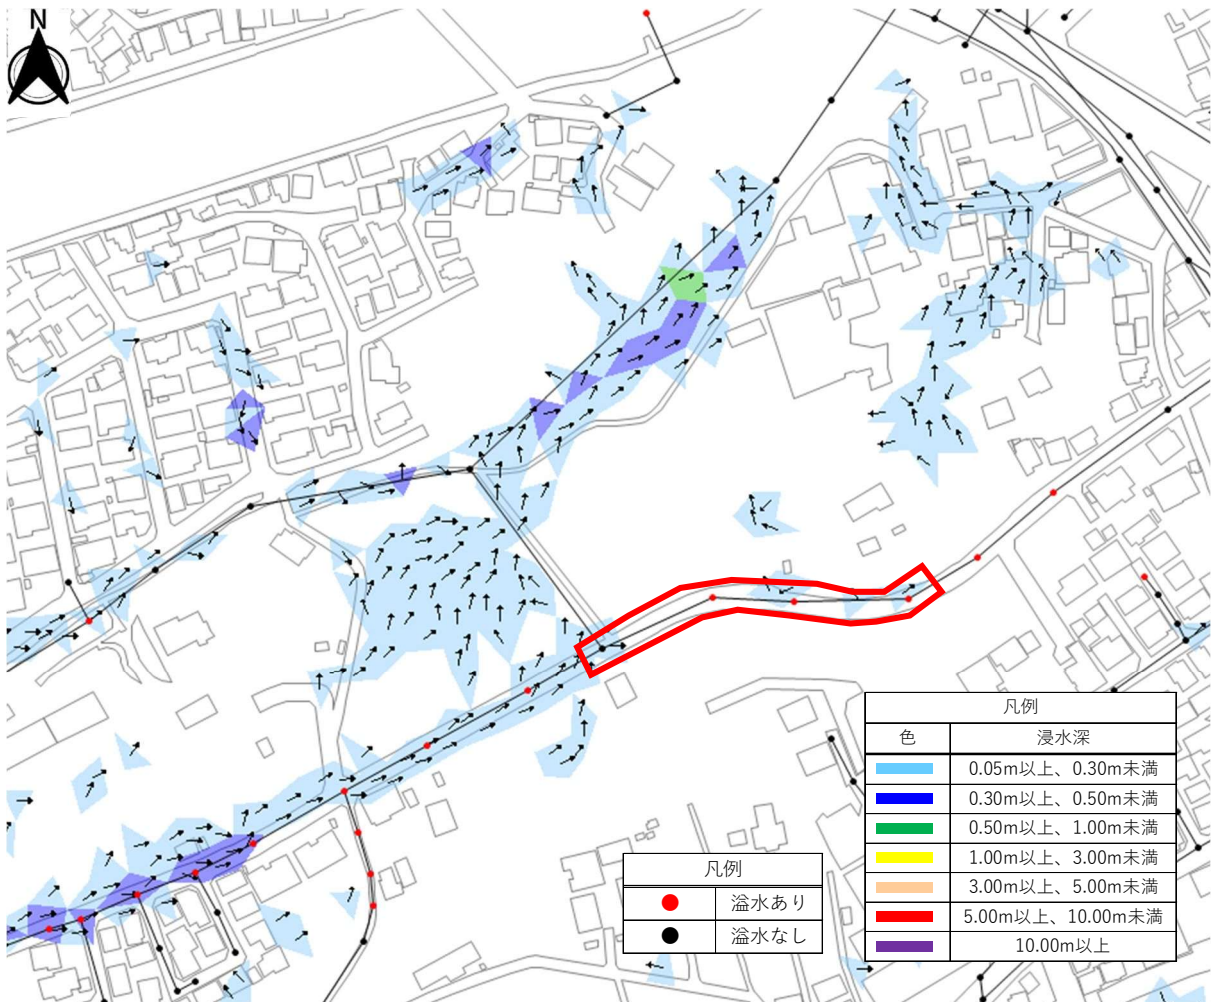 N
凡例
色 浸水深
0.05m以上、0.30m未満
0.30m以上、0.50m未満
0.50m以上、1.00m未満
1.00m以上、3.00m未満
3.00m以上、5.00m未満
5.00m以上、10.00m未満
10.00m以上
凡例
溢水あり
溢水なし